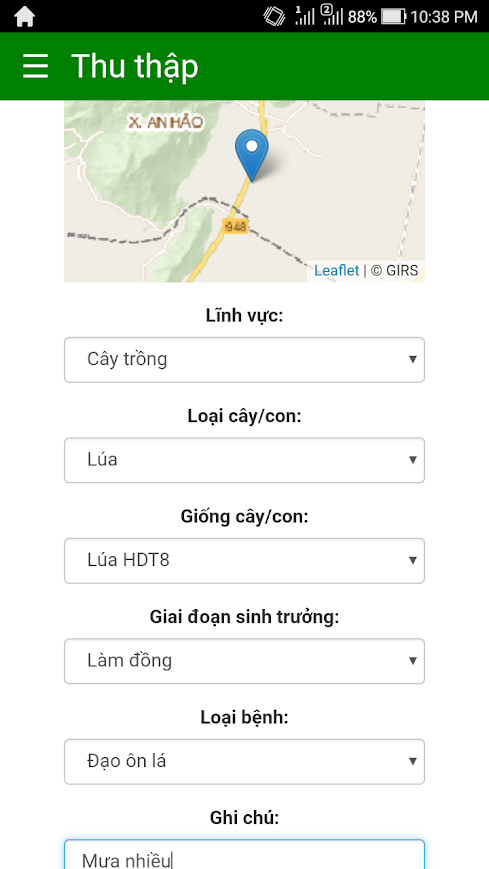 1 2 88% 10:38 PM
Thu thập
X. AN HẢO
948
Leaflet | © GIRS
Lĩnh vực:
Cây trồng
Loại cây/con:
Lúa
Giống cây/con:
Lúa HDT8
Giai đoạn sinh trưởng:
Làm đồng
Loại bệnh:
Đạo ôn lá
Ghi chú:
Mưa nhiều